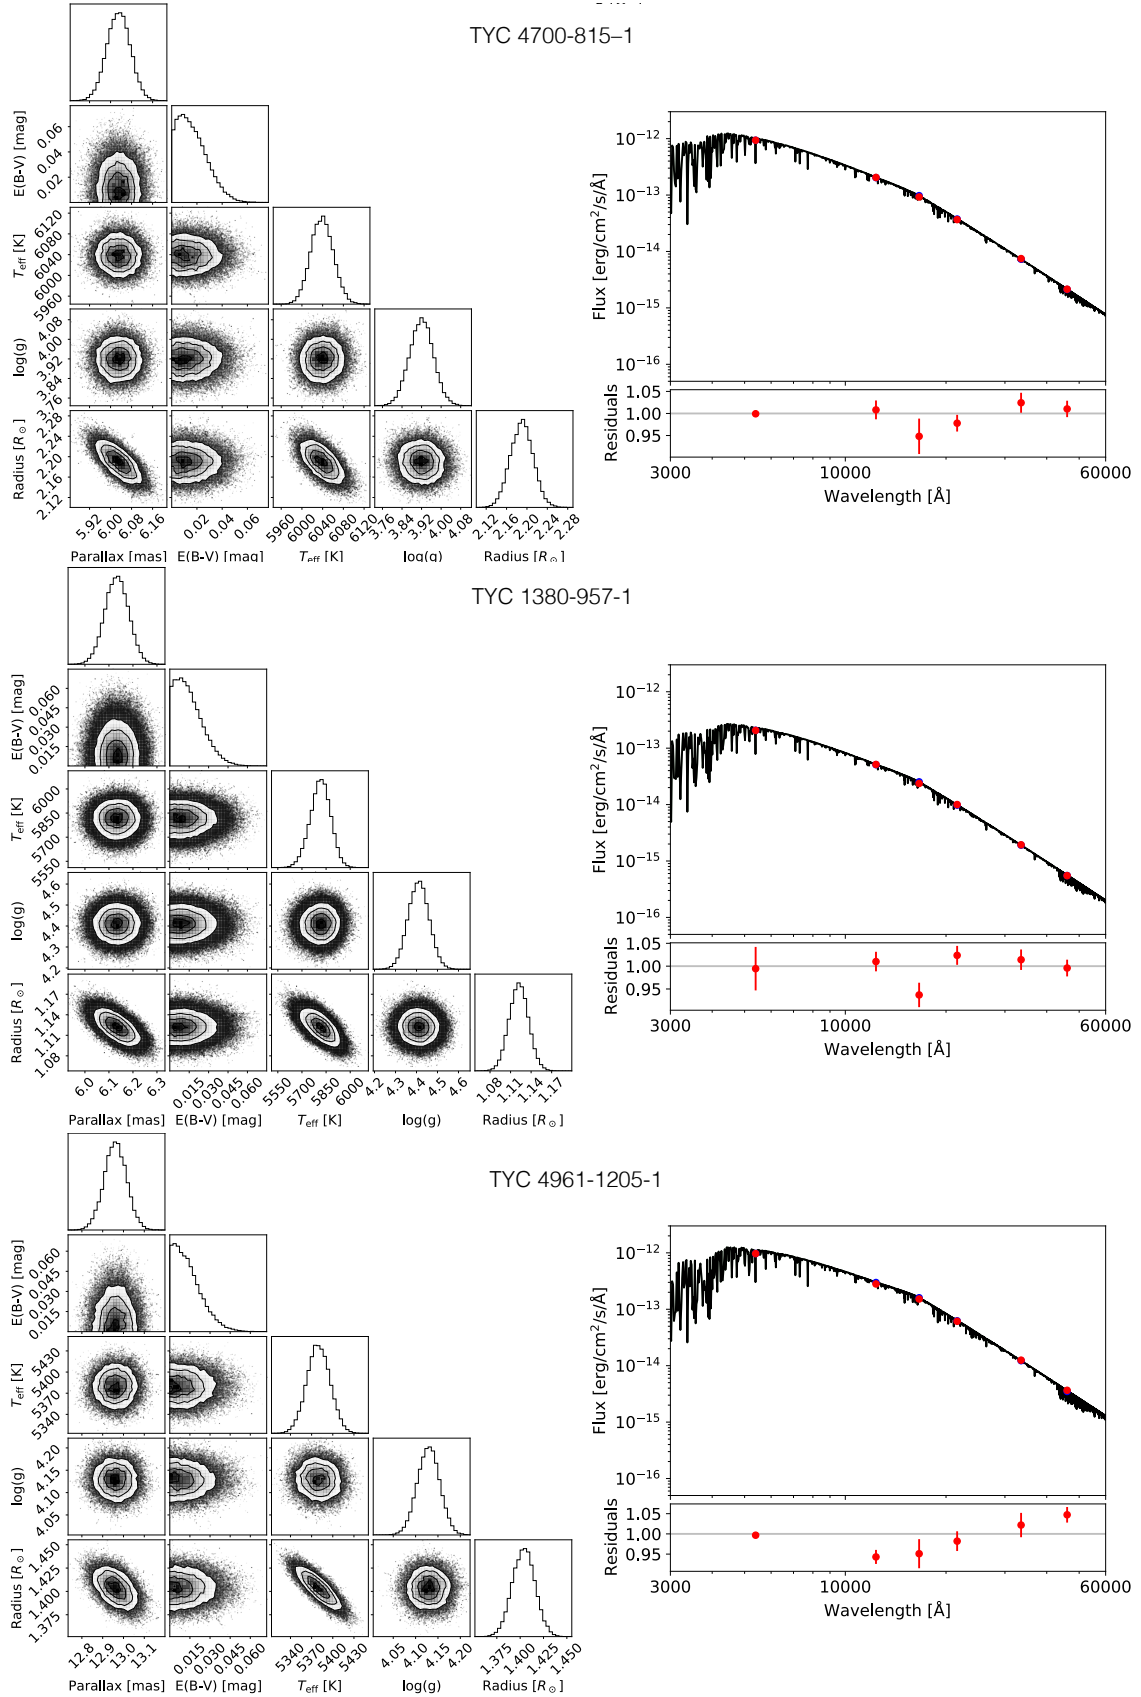 TYC 4700-815–1
E(B-V) [mag]
0.06
0.04
0.02
T_eff [K]
6120
6080
6040
6000
5960
log(g)
4.08
4.00
3.92
3.84
3.76
Radius [R☉]
2.28
2.24
2.20
2.16
2.12
5.92 6.00 6.08 6.16
0.02 0.04 0.06
5960 6000 6040 6080 6120
3.76 3.84 3.92 4.00 4.08
2.12 2.16 2.20 2.24 2.28
Parallax [mas] E(B-V) [mag] T_eff [K] log(g) Radius [R☉]
Flux [erg/cm²/s/Å]
10⁻¹²
10⁻¹³
10⁻¹⁴
10⁻¹⁵
10⁻¹⁶
Residuals
1.05
1.00
0.95
3000 10000 60000
Wavelength [Å]
TYC 1380-957-1
E(B-V) [mag]
0.060
0.045
0.030
0.015
T_eff [K]
6000
5850
5700
5550
log(g)
4.6
4.5
4.4
4.3
4.2
Radius [R☉]
1.17
1.14
1.11
1.08
6.0 6.1 6.2 6.3
0.015 0.030 0.045 0.060
5550 5700 5850 6000
4.2 4.3 4.4 4.5 4.6
1.08 1.11 1.14 1.17
Parallax [mas] E(B-V) [mag] T_eff [K] log(g) Radius [R☉]
Flux [erg/cm²/s/Å]
10⁻¹²
10⁻¹³
10⁻¹⁴
10⁻¹⁵
10⁻¹⁶
Residuals
1.05
1.00
0.95
3000 10000 60000
Wavelength [Å]
TYC 4961-1205-1
E(B-V) [mag]
0.060
0.045
0.030
0.015
T_eff [K]
5430
5400
5370
5340
log(g)
4.20
4.15
4.10
4.05
Radius [R☉]
1.450
1.425
1.400
1.375
12.8 12.9 13.0 13.1
0.015 0.030 0.045 0.060
5340 5370 5400 5430
4.05 4.10 4.15 4.20
1.375 1.400 1.425 1.450
Parallax [mas] E(B-V) [mag] T_eff [K] log(g) Radius [R☉]
Flux [erg/cm²/s/Å]
10⁻¹²
10⁻¹³
10⁻¹⁴
10⁻¹⁵
10⁻¹⁶
Residuals
1.05
1.00
0.95
3000 10000 60000
Wavelength [Å]